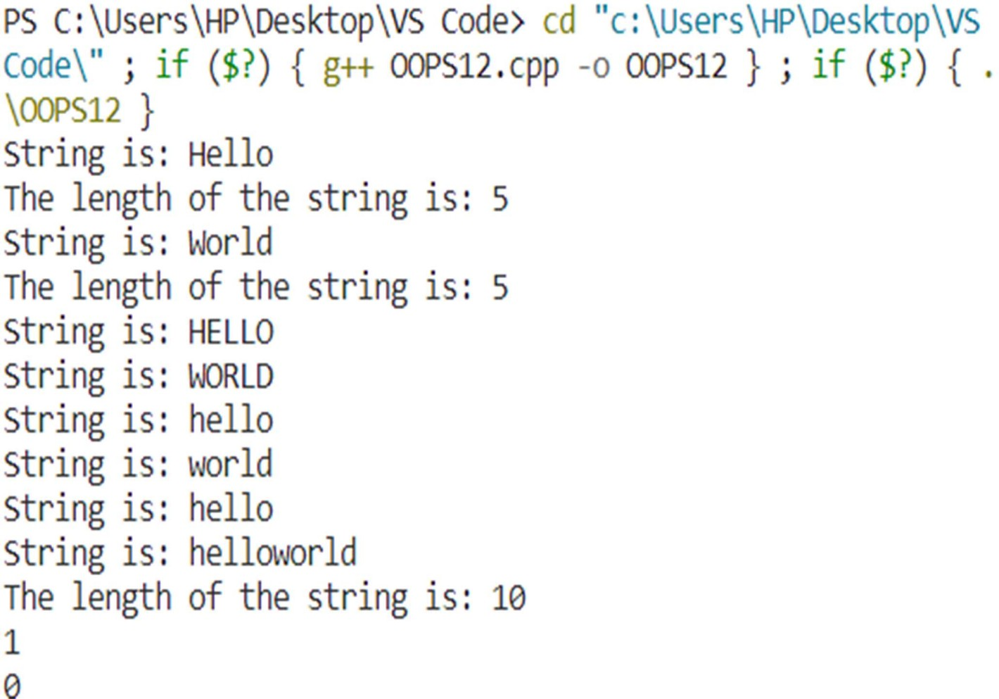 PS C:\Users\HP\Desktop\VS Code> cd "c:\Users\HP\Desktop\VS
Code\" ; if ($?) { g++ OOPS12.cpp -o OOPS12 } ; if ($?) { .
\OOPS12 }
String is: Hello
The length of the string is: 5
String is: World
The length of the string is: 5
String is: HELLO
String is: WORLD
String is: hello
String is: world
String is: hello
String is: helloworld
The length of the string is: 10
1
0